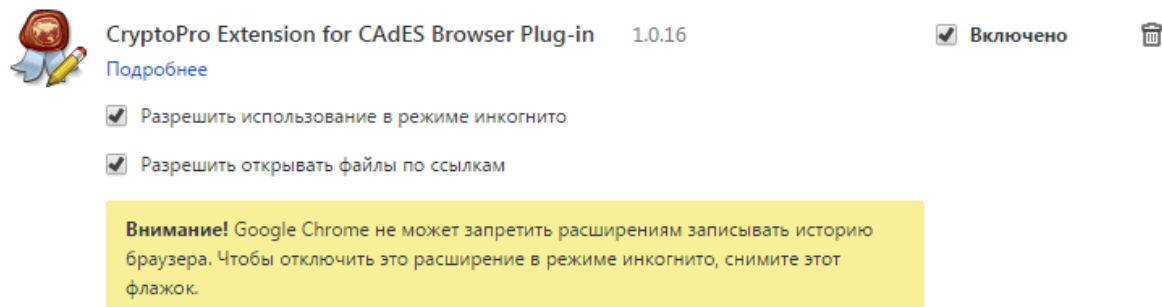 CryptoPro Extension for CAdES Browser Plug-in 1.0.16 Включено
Подробнее
Разрешить использование в режиме инкогнито
Разрешить открывать файлы по ссылкам
Внимание! Google Chrome не может запретить расширениям записывать историю
браузера. Чтобы отключить это расширение в режиме инкогнито, снимите этот
флажок.